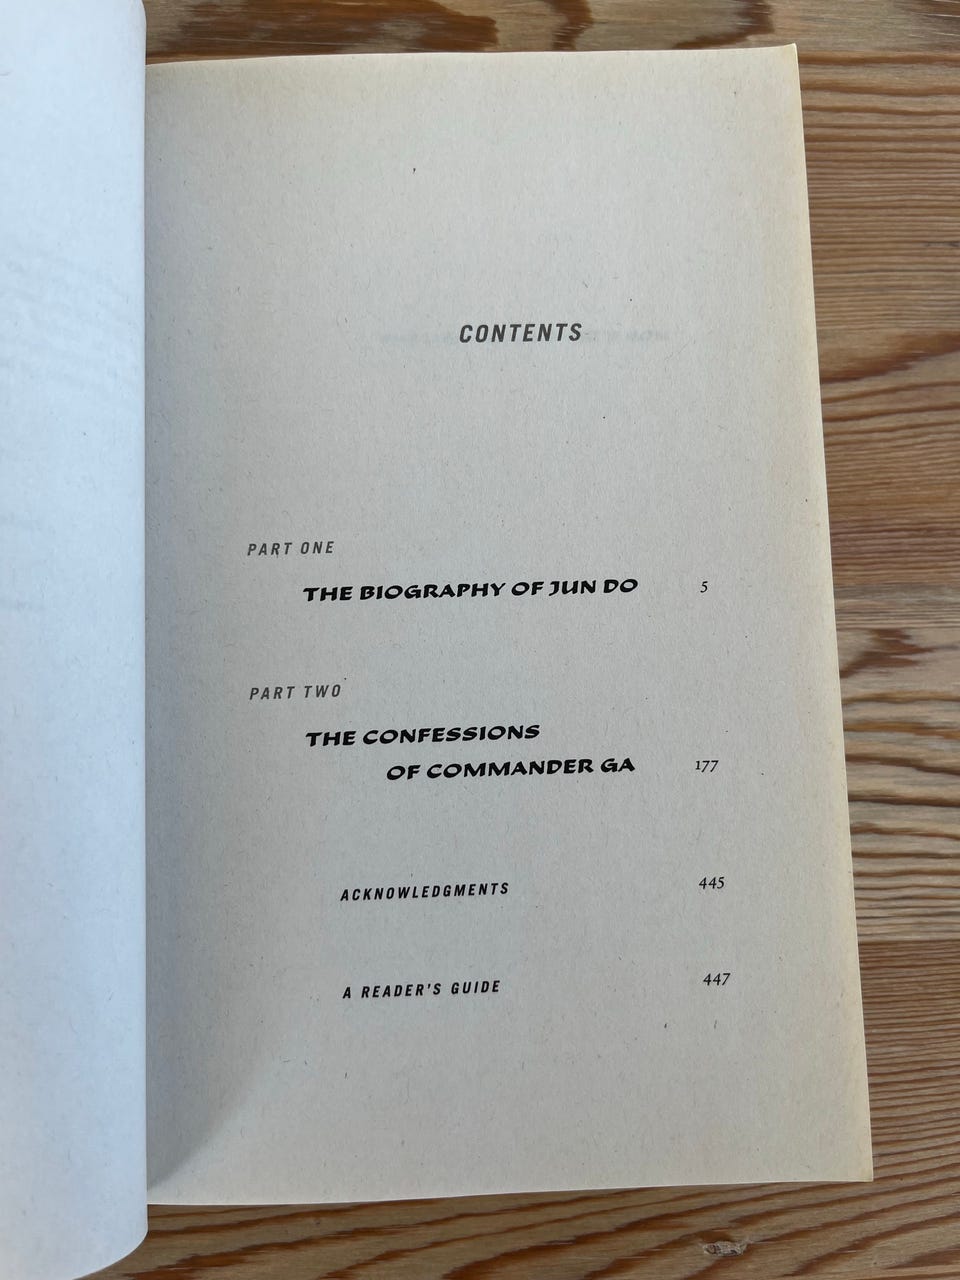 CONTENTS
PART ONE
THE BIOGRAPHY OF JUN DO 5
PART TWO
THE CONFESSIONS
OF COMMANDER GA 177
ACKNOWLEDGMENTS 445
A READER'S GUIDE 447